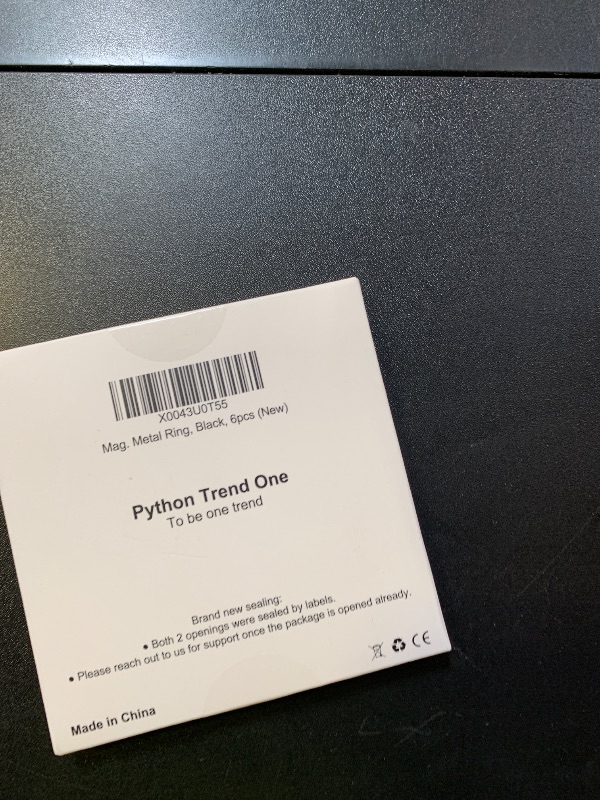 X0043U0T55
Mag. Metal Ring, Black, 6pcs (New)
Python Trend One
To be one trend
Brand new sealing:
• Both 2 openings were sealed by labels.
• Please reach out to us for support once the package is opened already.
CE
Made in China